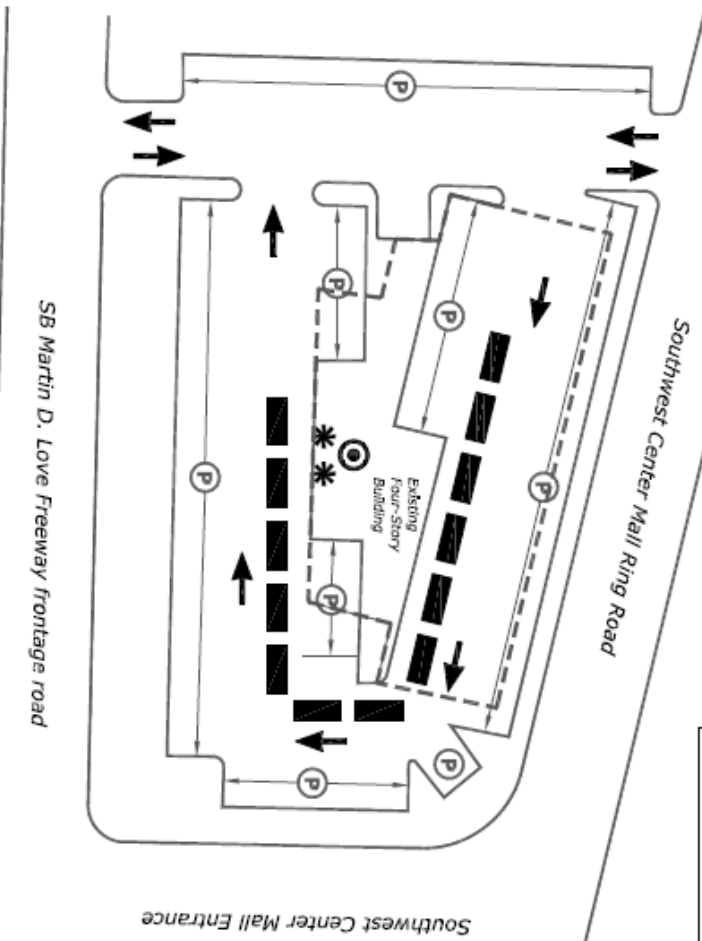 P
P
P
SB Martin D. Love Freeway frontage road
Southwest Center Mall Ring Road
P
P
Existing
Four-Story
Building
P
P
P
Southwest Center Mall Entrance